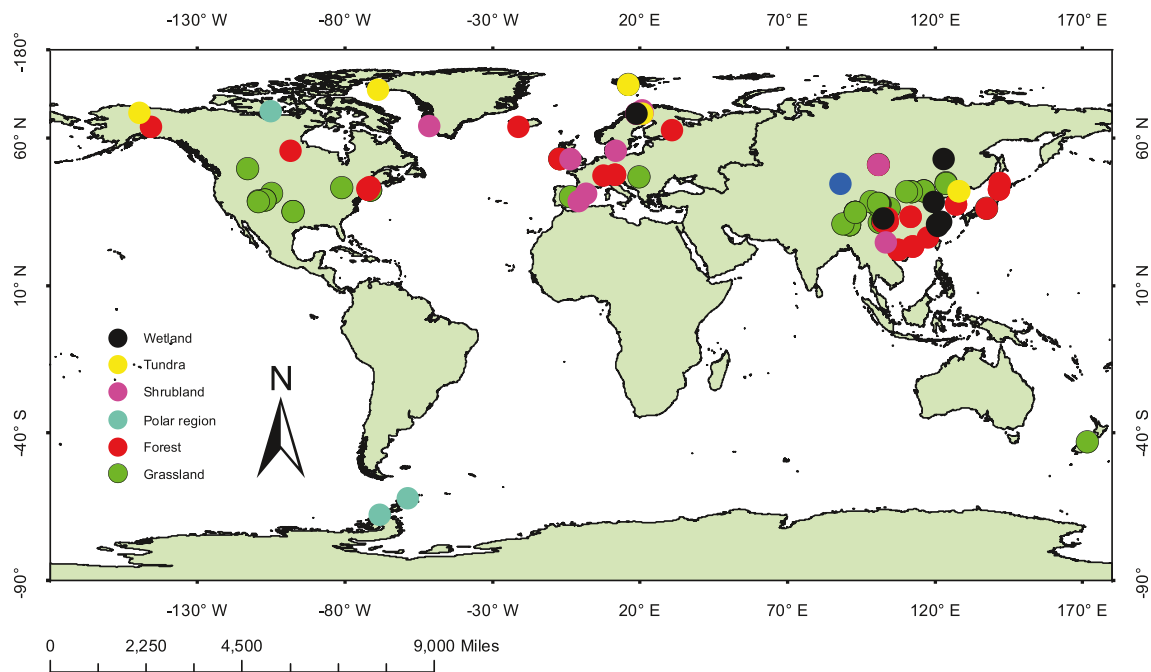 -130° W -80° W -30° W 20° E 70° E 120° E 170° E
-180°
-180°
60° N
60° N
10° N
10° N
Wetland
Tundra
Shrubland
Polar region
Forest
Grassland
N
-40° S
-40° S
-90°
-90°
-130° W -80° W -30° W 20° E 70° E 120° E 170° E
0 2,250 4,500 9,000 Miles